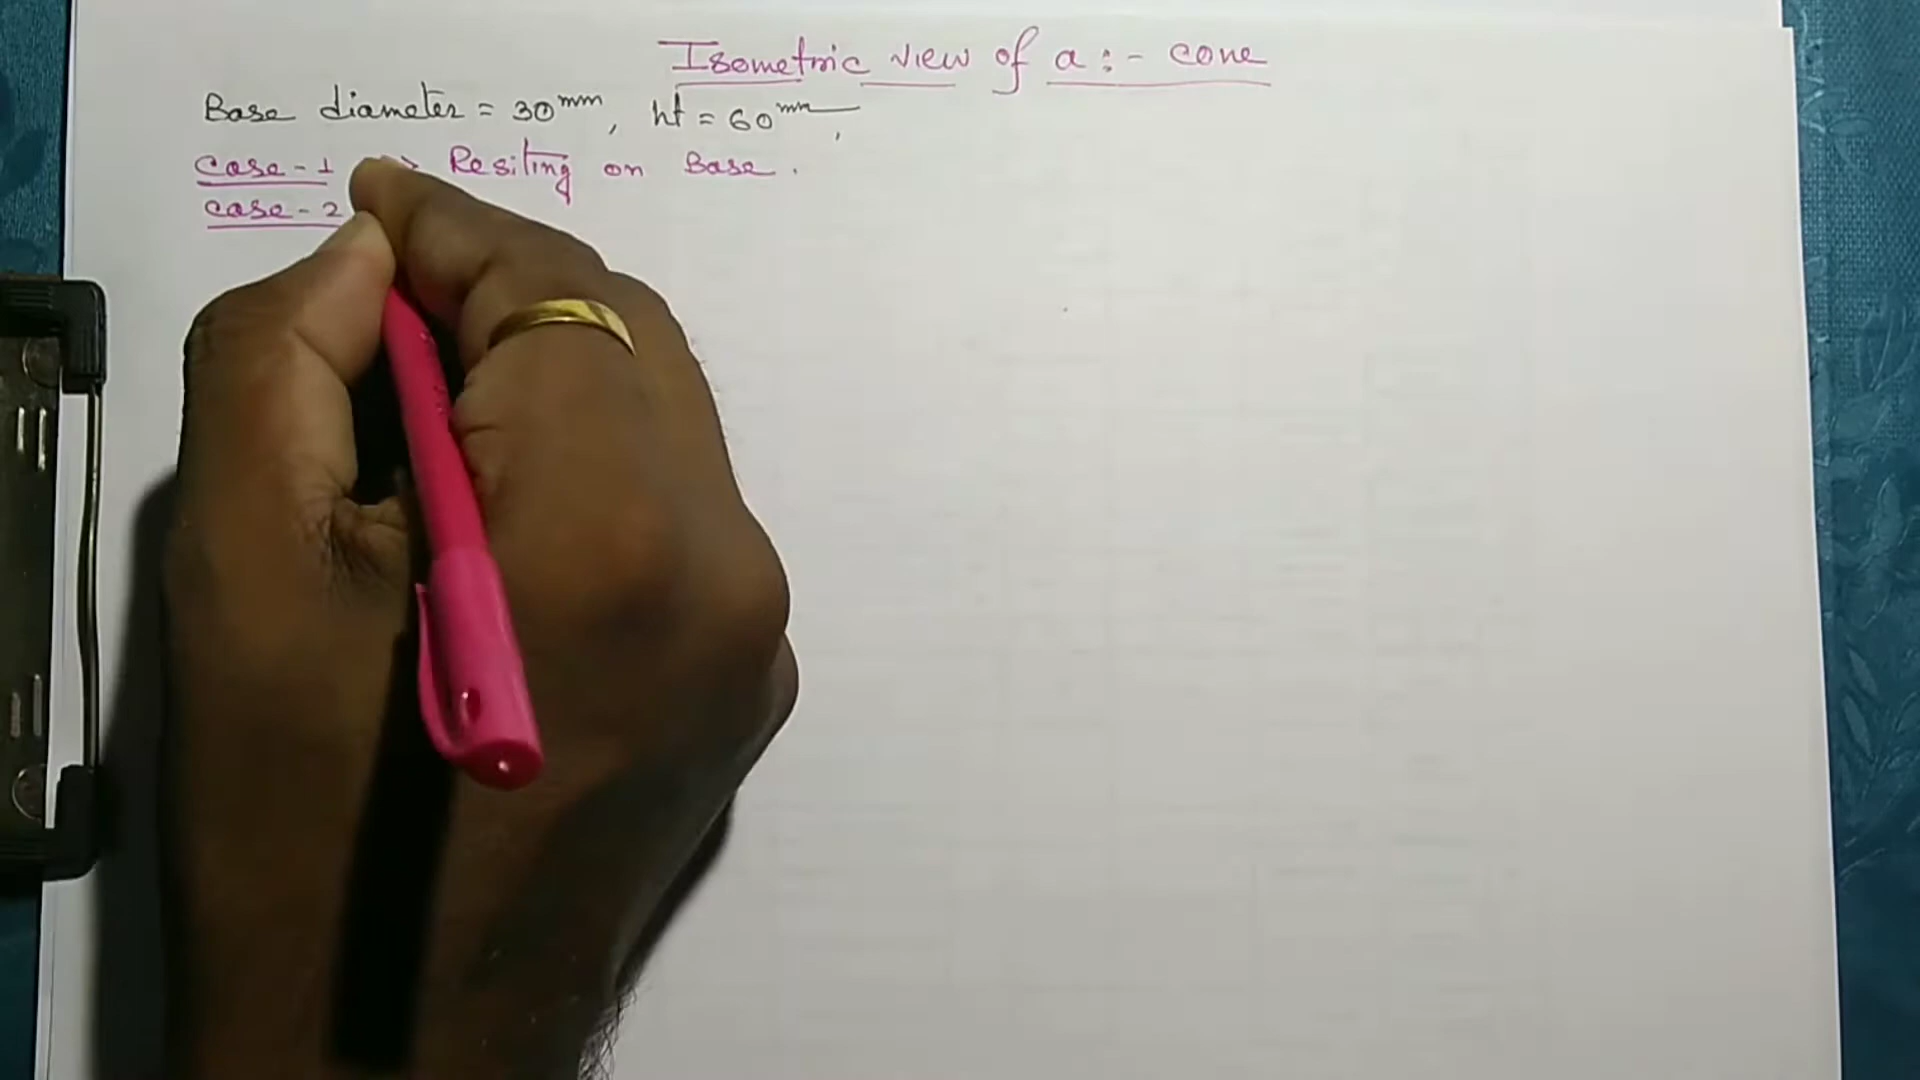 Isometric view of a :- cone
Base diameter = 30mm, ht = 60mm,
Case-1 => Resiting on Base.
case-2